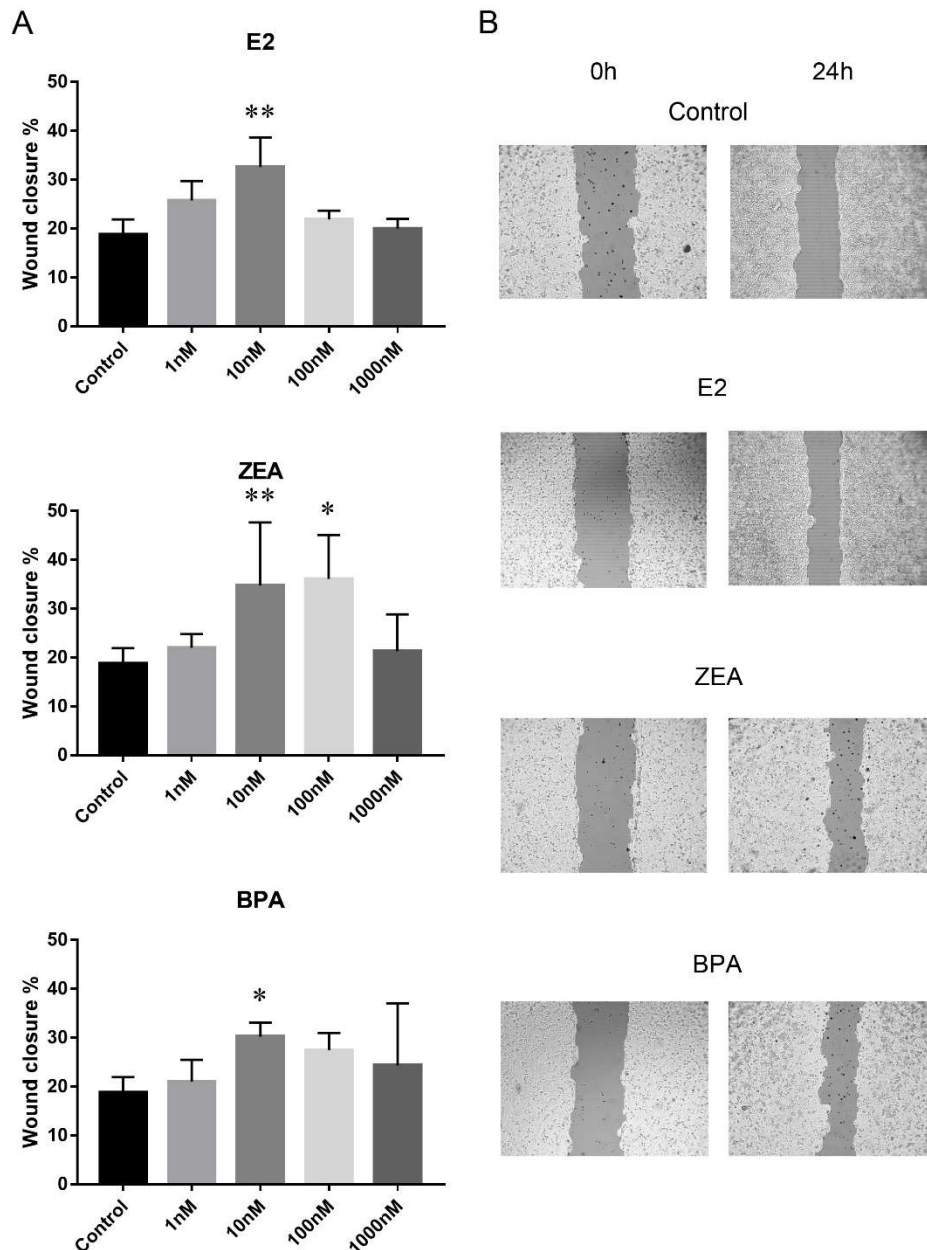 A
E2
Wound closure %
50
40
30
20
10
0
**
Control
1nM
10nM
100nM
1000nM
ZEA
Wound closure %
50
40
30
20
10
0
** *
Control
1nM
10nM
100nM
1000nM
BPA
Wound closure %
50
40
30
20
10
0
*
Control
1nM
10nM
100nM
1000nM
B
0h 24h
Control
E2
ZEA
BPA